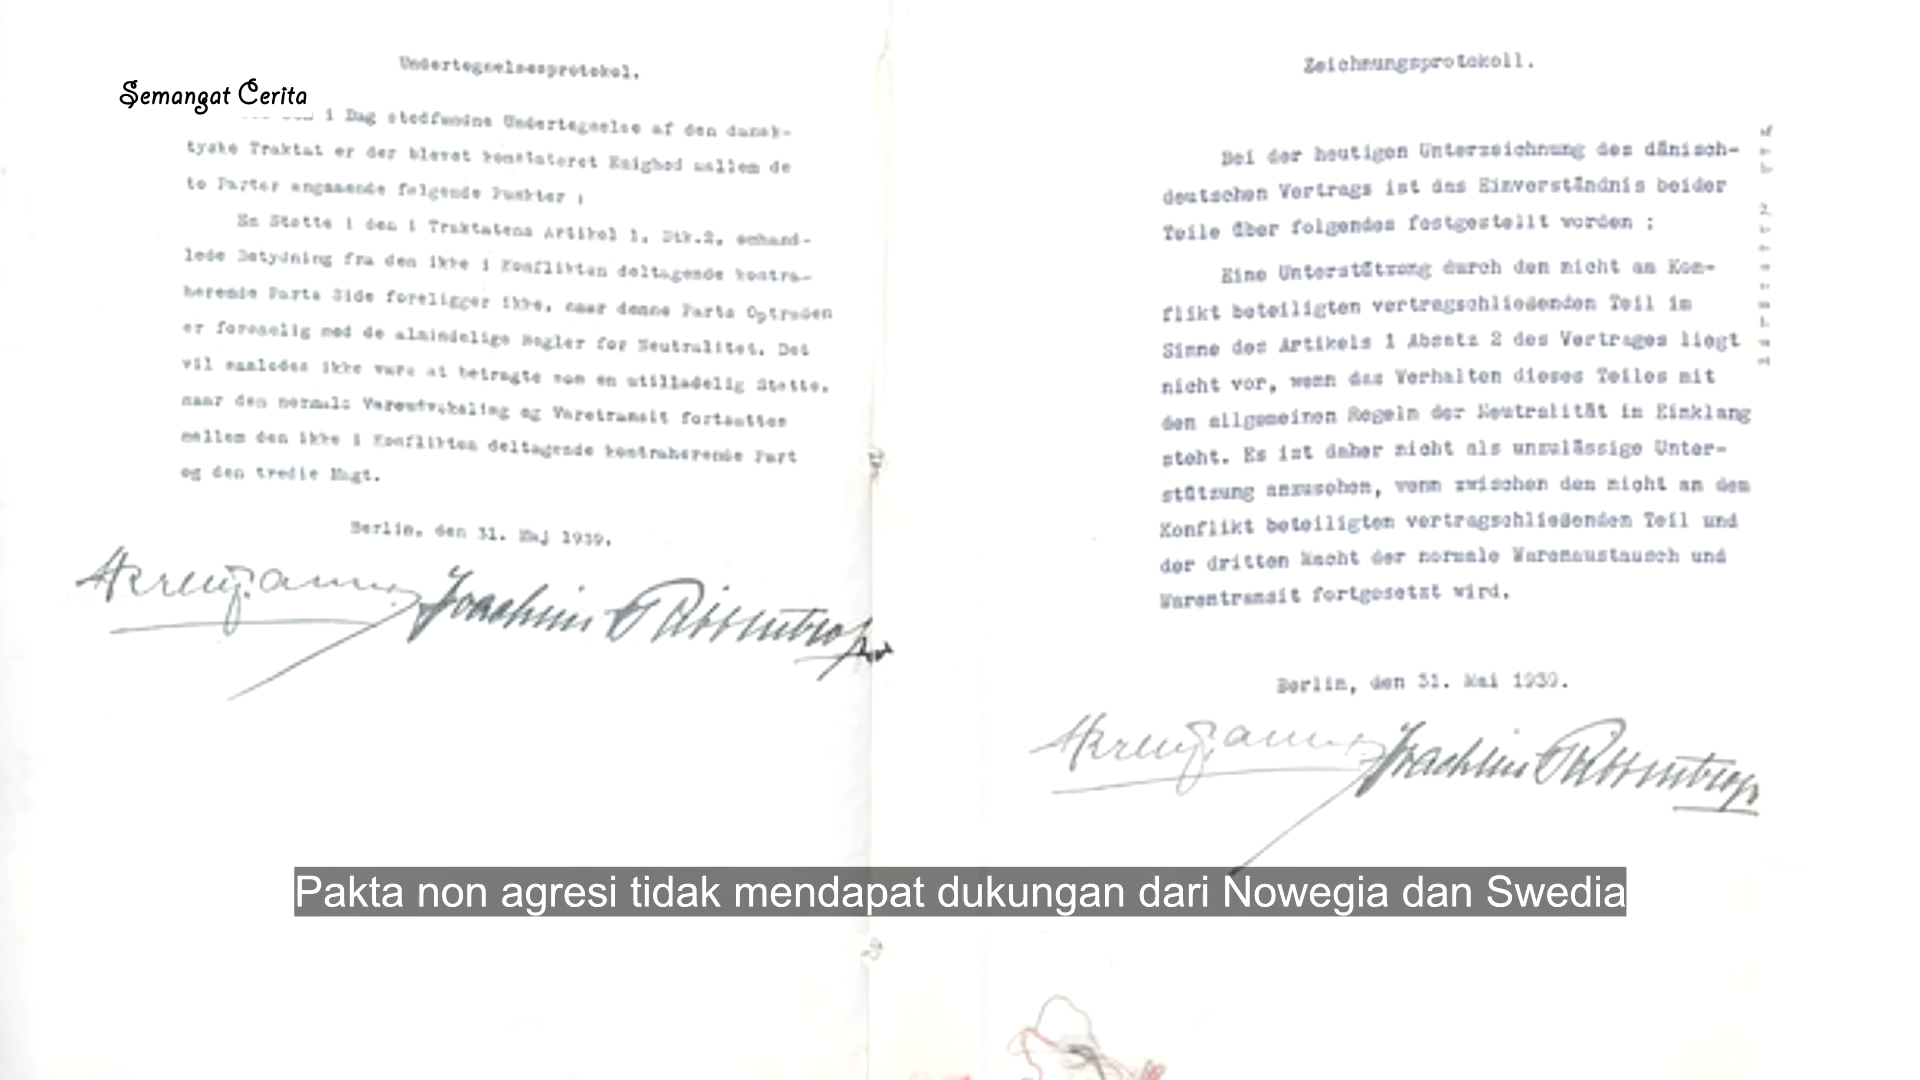 Semangat Cerita
Undertegnelsesprotokol.
i Dag stedfundne Undertegnelse af den dansk-
tyske Traktat er der blevet konstateret Enighed mellem de
to Parter angaaende følgende Punkter :
En Støtte i den i Traktatens Artikel 1, Stk.2, omhand-
lede Betydning fra den ikke i Konflikten deltagende kontra-
herende Parts Side foreligger ikke, naar denne Parts Optræden
er forenelig med de almindelige Regler for Neutralitet. Det
vil saaledes ikke være at betragte som en utilladelig Støtte,
naar den normale Vareudveksling og Varetransit fortsættes
mellem den ikke i Konflikten deltagende kontraherende Part
og den tredie Magt.
Berlin, den 31. Maj 1939.
Joachim v Ribbentrop
Zeichnungsprotokoll.
Bei der heutigen Unterzeichnung des dänisch-
deutschen Vertrags ist das Einverständnis beider
Teile über folgendes festgestellt worden :
Eine Unterstützung durch den nicht am Kon-
flikt beteiligten vertragschließenden Teil im
Sinne des Artikels 1 Absatz 2 des Vertrages liegt
nicht vor, wenn das Verhalten dieses Teiles mit
den allgemeinen Regeln der Neutralität in Einklang
steht. Es ist daher nicht als unzulässige Unter-
stützung anzusehen, wenn zwischen dem nicht an dem
Konflikt beteiligten vertragschließenden Teil und
der dritten Macht der normale Warenaustausch und
Warentransit fortgesetzt wird.
Berlin, den 31. Mai 1939.
Joachim v Ribbentrop
Pakta non agresi tidak mendapat dukungan dari Nowegia dan Swedia